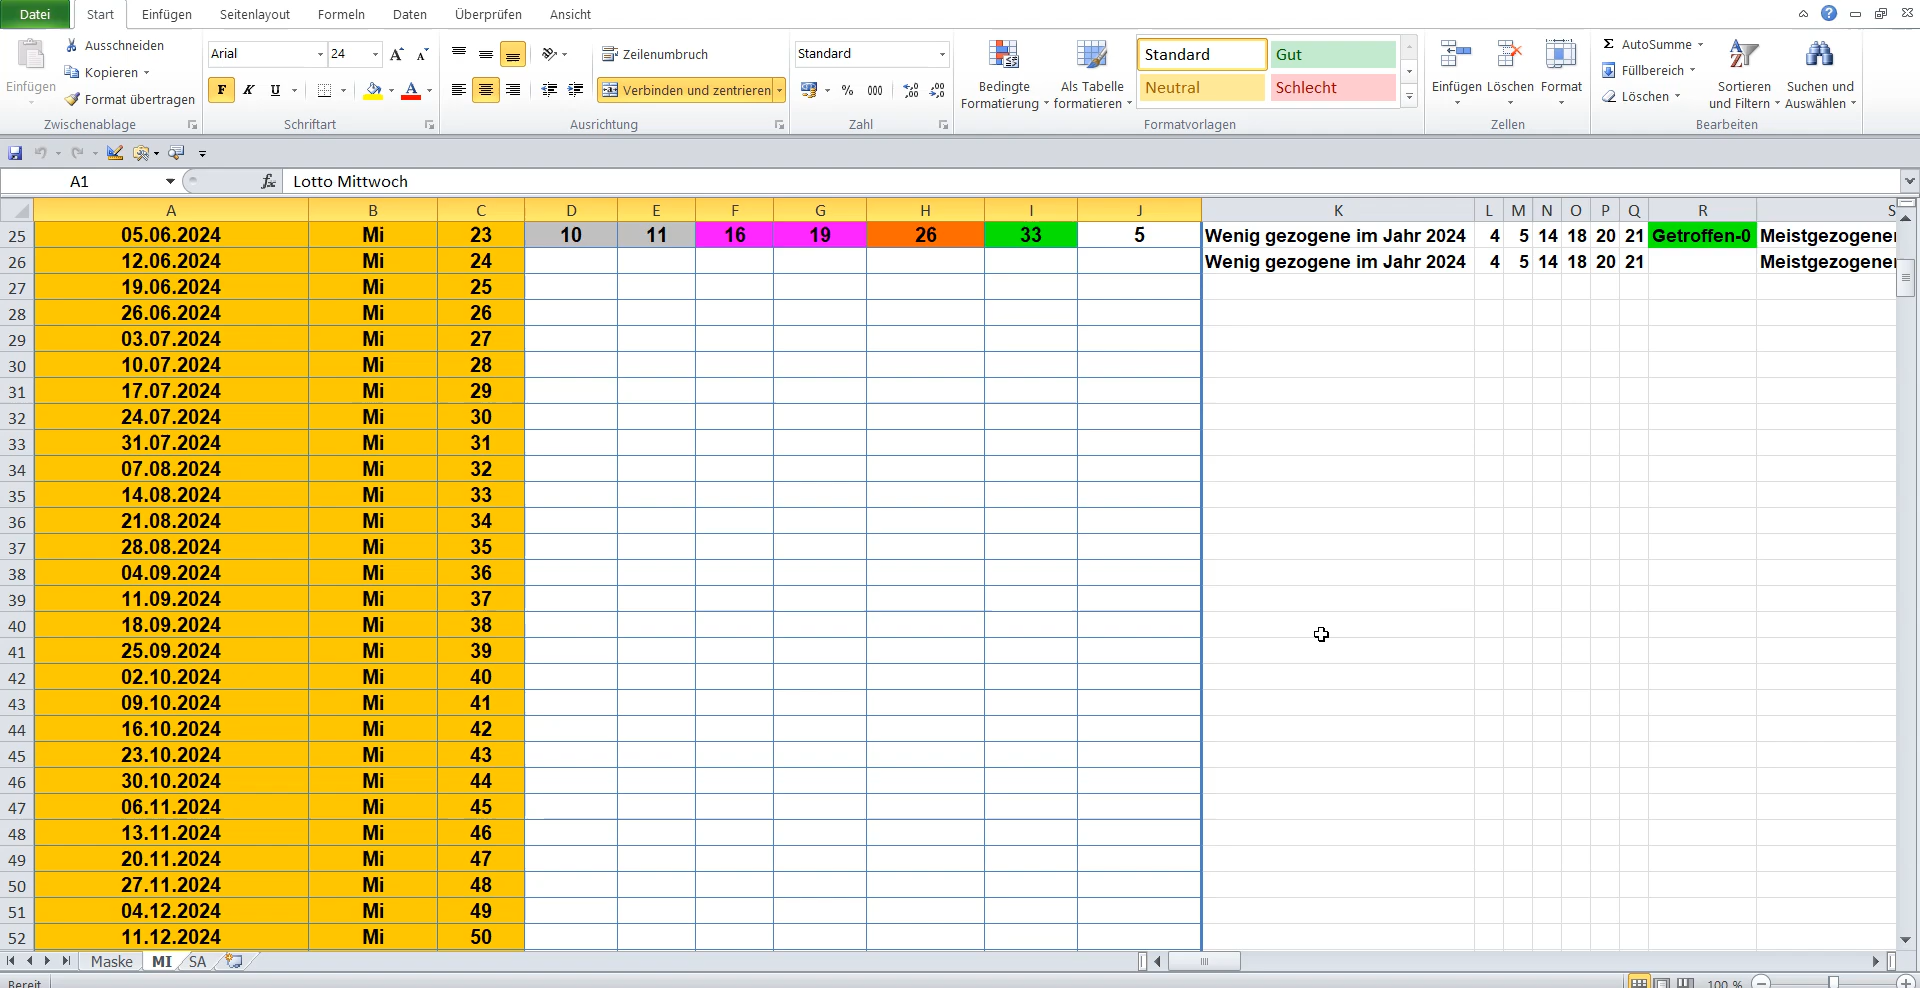 Datei Start Einfügen Seitenlayout Formeln Daten Überprüfen Ansicht
Einfügen
Ausschneiden
Kopieren
Format übertragen
Zwischenablage
Arial 24
F K U
Schriftart
Zeilenumbruch
Verbinden und zentrieren
Ausrichtung
Standard
% 000
Zahl
Bedingte Formatierung
Als Tabelle formatieren
Standard Gut
Neutral Schlecht
Formatvorlagen
Einfügen Löschen Format
Zellen
Σ AutoSumme
Füllbereich
Löschen
Sortieren und Filtern
Suchen und Auswählen
Bearbeiten
A1 fx Lotto Mittwoch
A B C D E F G H I J K L M N O P Q R S
25 05.06.2024 Mi 23 10 11 16 19 26 33 5 Wenig gezogene im Jahr 2024 4 5 14 18 20 21 Getroffen-0 Meistgezogene
26 12.06.2024 Mi 24 Wenig gezogene im Jahr 2024 4 5 14 18 20 21 Meistgezogene
27 19.06.2024 Mi 25
28 26.06.2024 Mi 26
29 03.07.2024 Mi 27
30 10.07.2024 Mi 28
31 17.07.2024 Mi 29
32 24.07.2024 Mi 30
33 31.07.2024 Mi 31
34 07.08.2024 Mi 32
35 14.08.2024 Mi 33
36 21.08.2024 Mi 34
37 28.08.2024 Mi 35
38 04.09.2024 Mi 36
39 11.09.2024 Mi 37
40 18.09.2024 Mi 38
41 25.09.2024 Mi 39
42 02.10.2024 Mi 40
43 09.10.2024 Mi 41
44 16.10.2024 Mi 42
45 23.10.2024 Mi 43
46 30.10.2024 Mi 44
47 06.11.2024 Mi 45
48 13.11.2024 Mi 46
49 20.11.2024 Mi 47
50 27.11.2024 Mi 48
51 04.12.2024 Mi 49
52 11.12.2024 Mi 50
Maske MI SA
Bereit 100 %